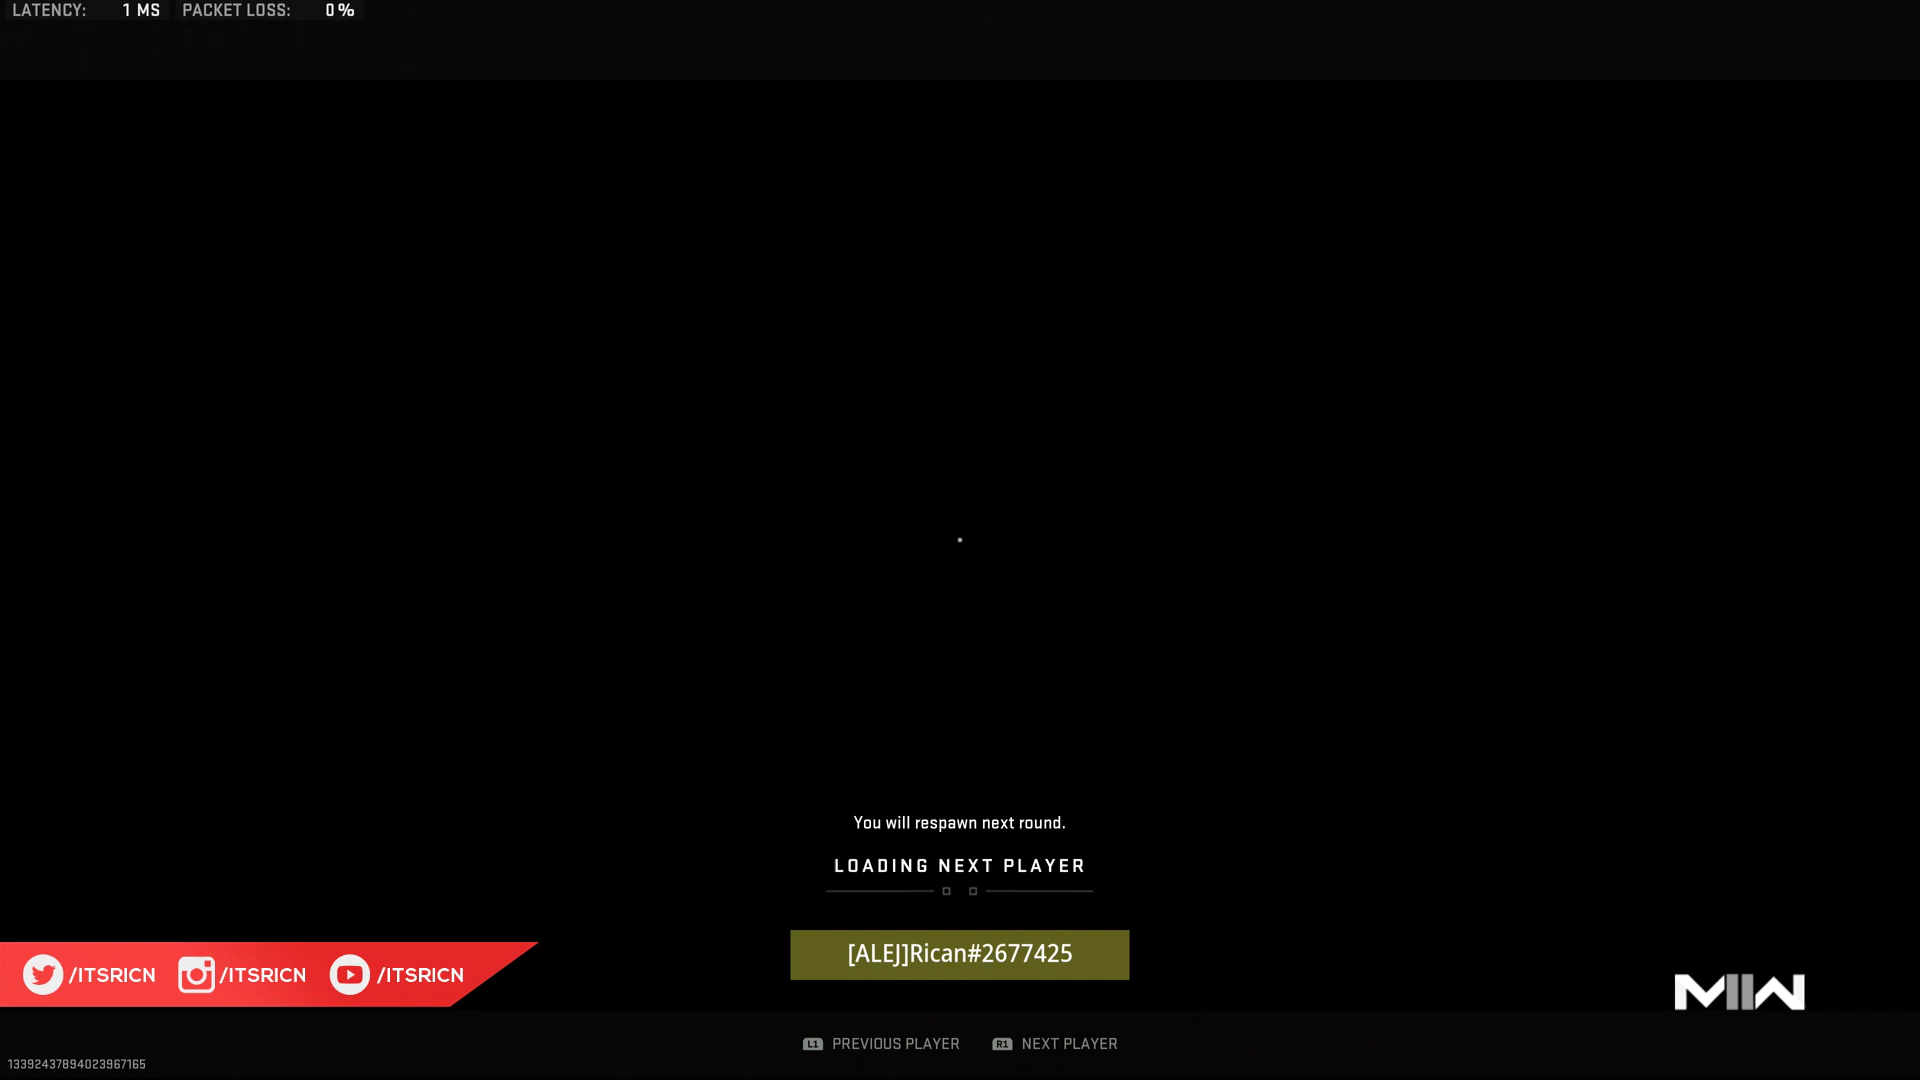 LATENCY: 1 MS PACKET LOSS: 0%
You will respawn next round.
LOADING NEXT PLAYER
[ALEJ]Rican#2677425
/ITSRICN /ITSRICN /ITSRICN
MIIW
L1 PREVIOUS PLAYER R1 NEXT PLAYER
13392437894023967165